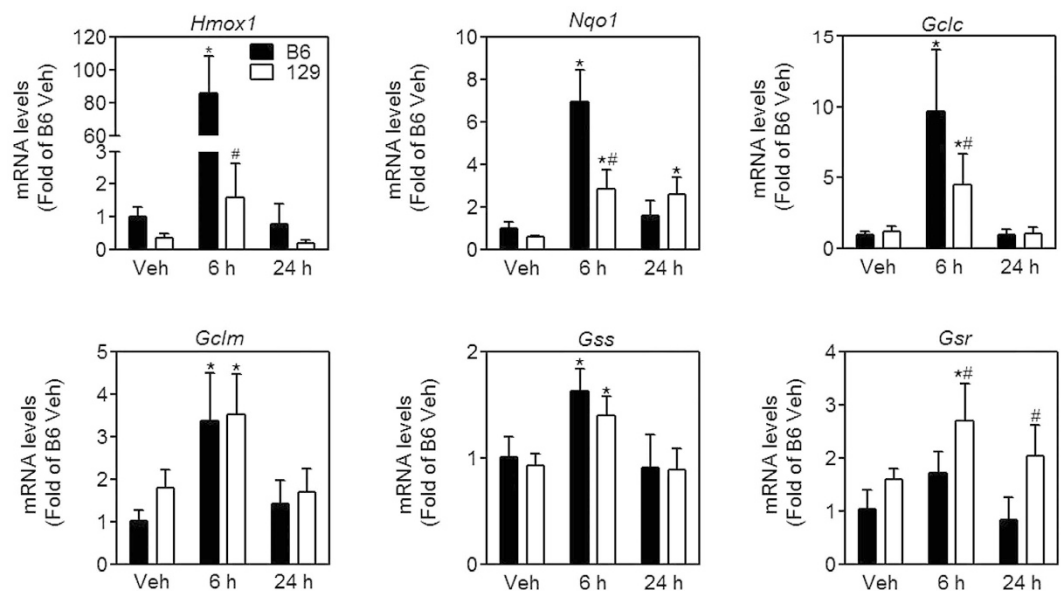 Hmox1
mRNA levels
(Fold of B6 Veh)
120
100
80
60
3
2
1
0
*
#
B6
129
Veh 6 h 24 h
Nqo1
mRNA levels
(Fold of B6 Veh)
10
8
6
4
2
0
*
*#
*
Veh 6 h 24 h
Gclc
mRNA levels
(Fold of B6 Veh)
15
10
5
0
*
*#
Veh 6 h 24 h
Gclm
mRNA levels
(Fold of B6 Veh)
5
4
3
2
1
0
* *
Veh 6 h 24 h
Gss
mRNA levels
(Fold of B6 Veh)
2
1
0
*
*
Veh 6 h 24 h
Gsr
mRNA levels
(Fold of B6 Veh)
4
3
2
1
0
*#
#
Veh 6 h 24 h